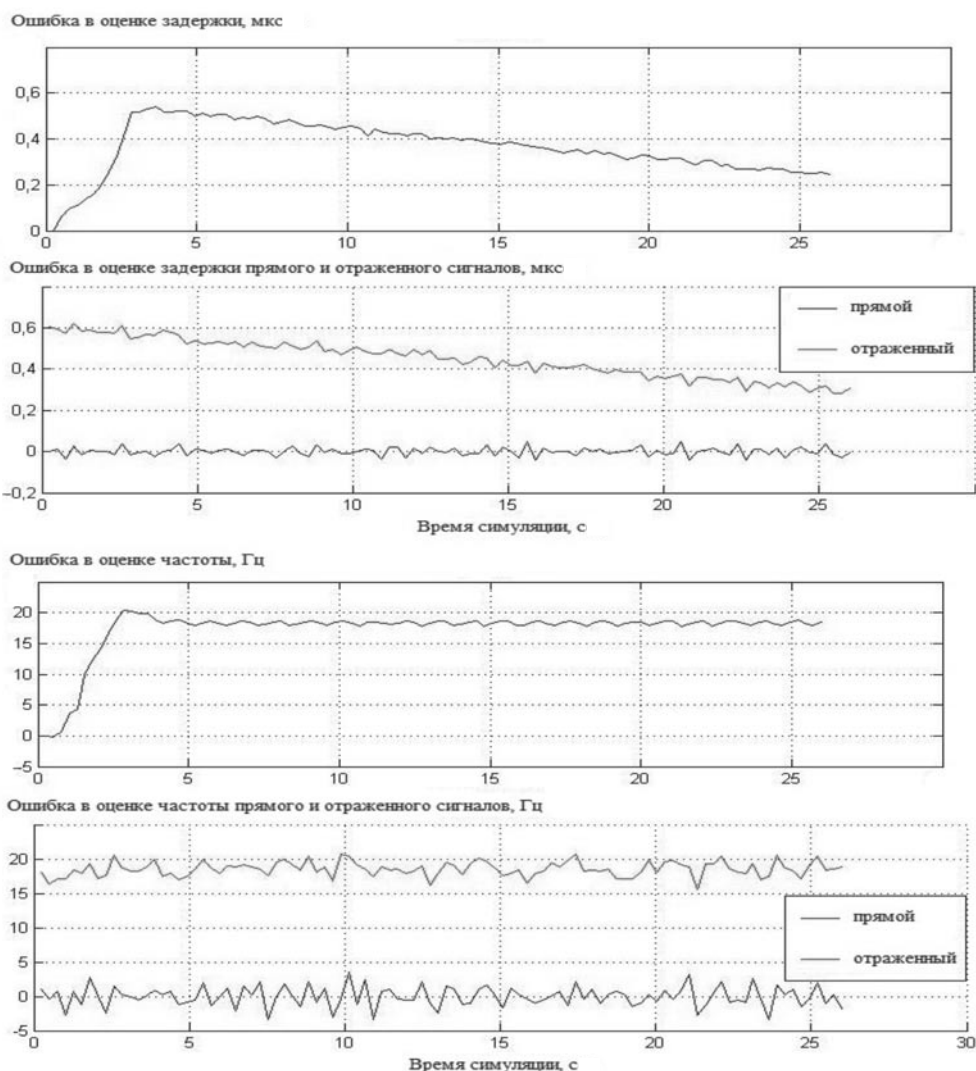 Ошибка в оценке задержки, мкс
0,6
0,4
0,2
0
0 5 10 15 20 25
Ошибка в оценке задержки прямого и отраженного сигналов, мкс
прямой
отраженный
0,6
0,4
0,2
0
–0,2
0 5 10 15 20 25
Время симуляции, с
Ошибка в оценке частоты, Гц
20
15
10
5
0
–5
0 5 10 15 20 25
Ошибка в оценке частоты прямого и отраженного сигналов, Гц
20
15
10
5
0
-5
прямой
отраженный
0 5 10 15 20 25 30
Время симуляции, с